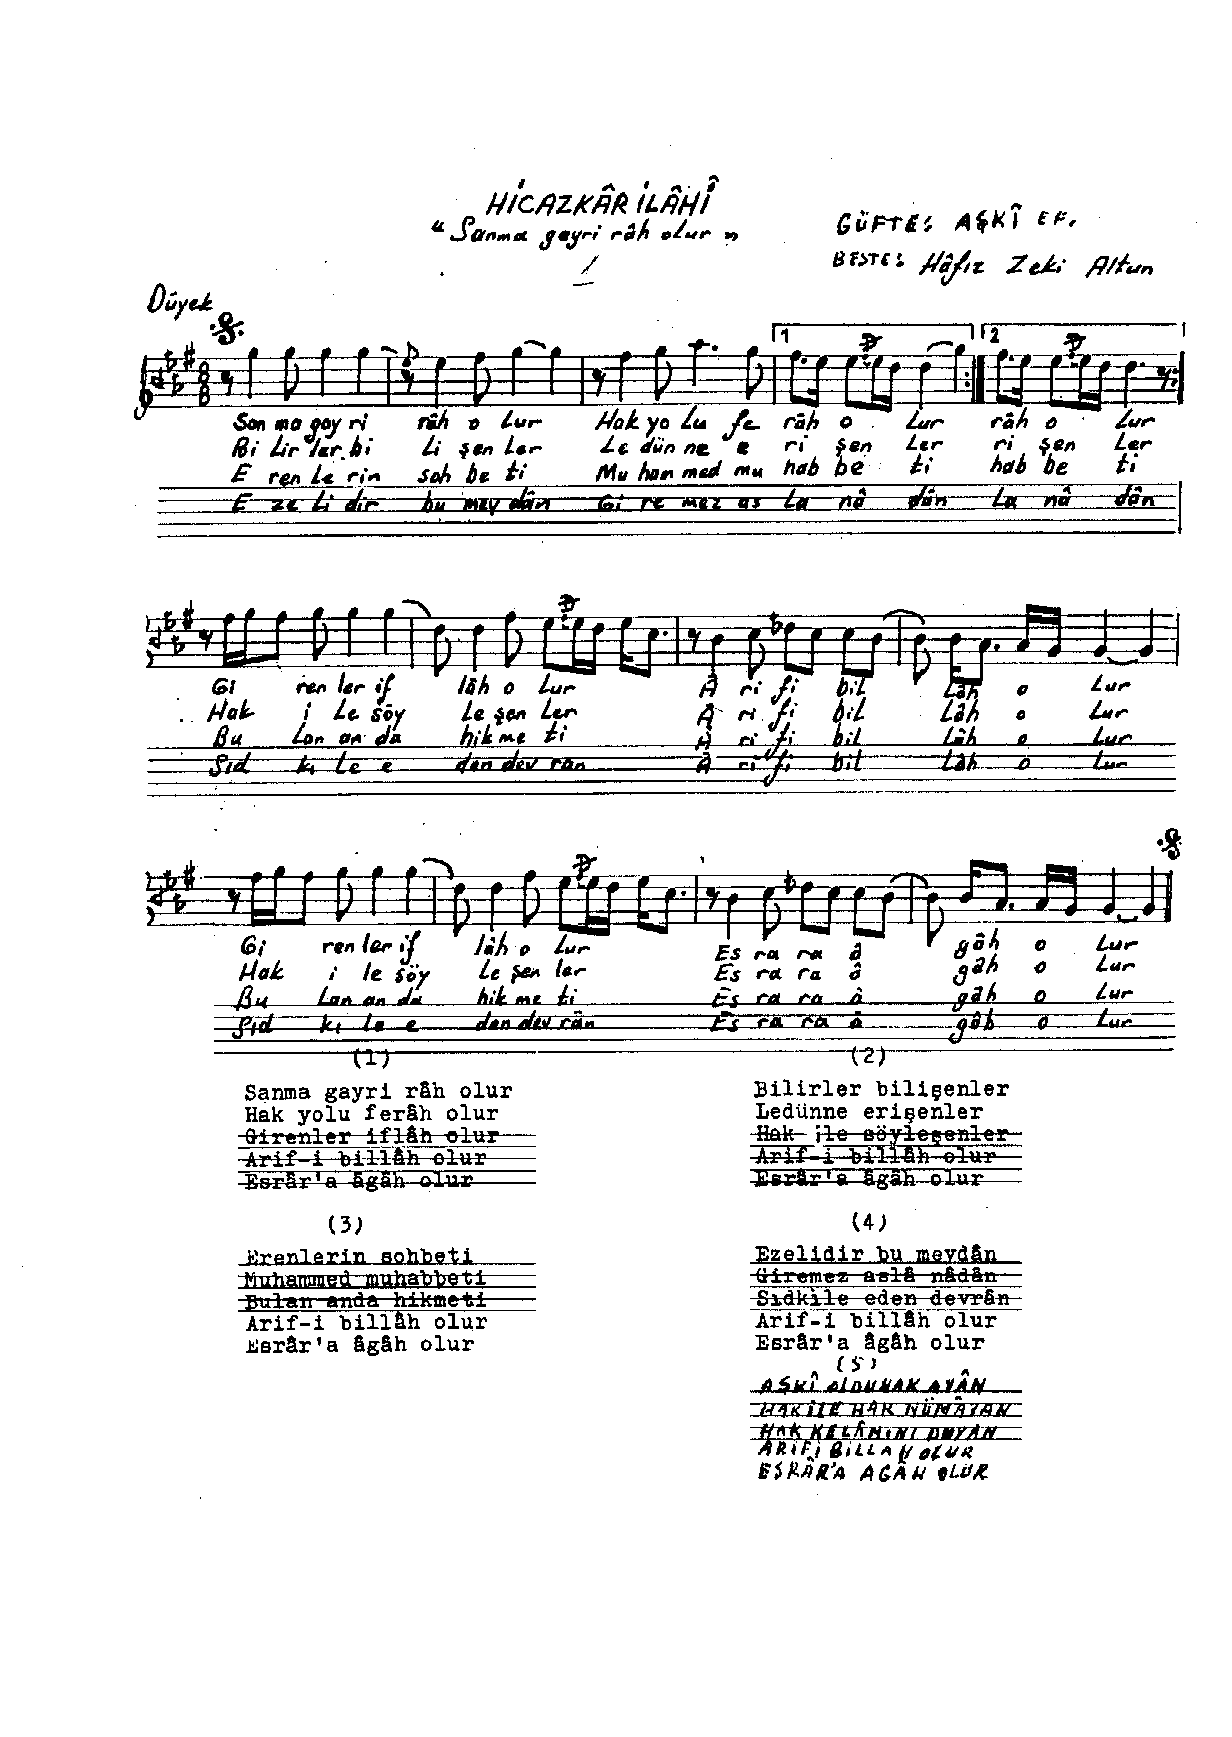 HİCAZKÂR İLÂHÎ
"Sanma gayri râh olur"
GÜFTE: AŞKÎ EF.
BESTE: Hâfız Zeki Altun
Düyek
1 2
San ma gay ri râh o lur Hak yo lu fe râh o lur râh o lur
Bi lir ler bi li şen ler Le dün ne e ri şen ler ri şen ler
E ren le rin soh be ti Mu ham med mu hab be ti hab be ti
E ze li dir bu mey dân Gi re mez as la nâ dân la nâ dân
Gi ren ler if lâh o lur Â ri fi bil lâh o lur
Hak i le söy le şen ler Â ri fi bil lâh o lur
Bu lan an da hik me ti Â ri fi bil lâh o lur
Sıd kı le e den dev ran Â ri fi bil lâh o lur
Gi ren ler if lâh o lur Es ra ra â gâh o lur
Hak i le söy le şen ler Es ra ra â gâh o lur
Bu lan an da hik me ti Es ra ra â gâh o lur
Sıd kı le e den dev rân Es ra ra â gâh o lur
(1)
Sanma gayri râh olur
Hak yolu ferâh olur
Girenler iflâh olur
Arif-i billâh olur
Esrâr'a âgâh olur
(2)
Bilirler bilişenler
Ledünne erişenler
Hak ile söyleşenler
Arif-i billâh olur
Esrâr'a âgâh olur
(3)
Erenlerin sohbeti
Muhammed muhabbeti
Bulan anda hikmeti
Arif-i billâh olur
Esrâr'a âgâh olur
(4)
Ezelidir bu meydân
Giremez aslâ nâdân
Sıdkile eden devrân
Arif-i billâh olur
Esrâr'a âgâh olur
(5)
AŞKÎ OLDU HAK AYÂN
HAK İLE HAK NÜMÂYAN
HAK KELÂMINI DUYAN
ARİFİ BİLLAH OLUR
ESRÂR'A AGÂH OLUR